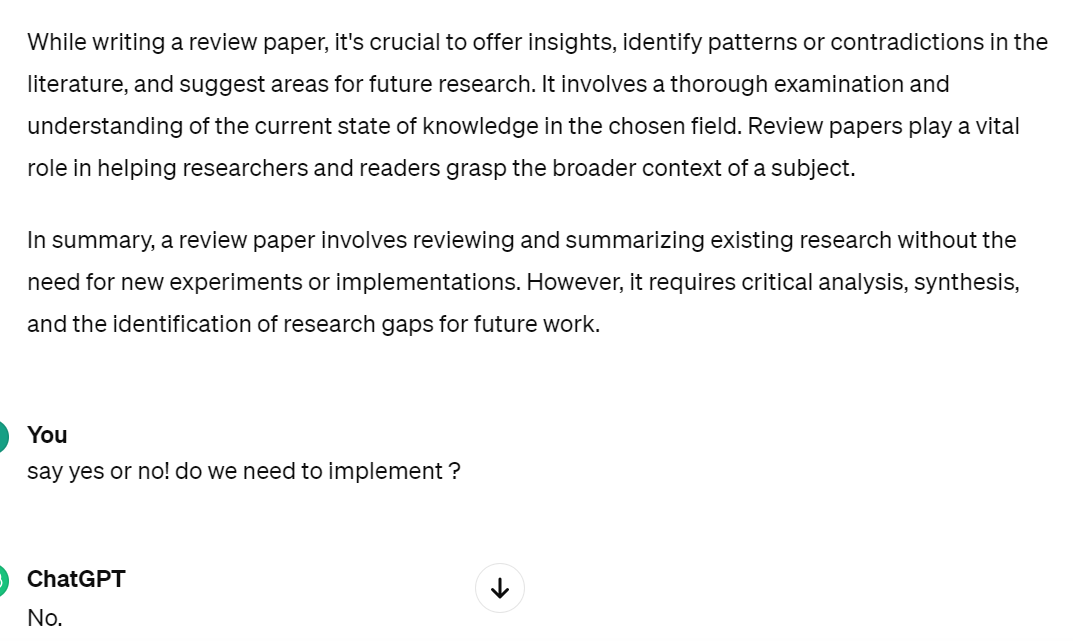 While writing a review paper, it's crucial to offer insights, identify patterns or contradictions in the
literature, and suggest areas for future research. It involves a thorough examination and
understanding of the current state of knowledge in the chosen field. Review papers play a vital
role in helping researchers and readers grasp the broader context of a subject.
In summary, a review paper involves reviewing and summarizing existing research without the
need for new experiments or implementations. However, it requires critical analysis, synthesis,
and the identification of research gaps for future work.
You
say yes or no! do we need to implement ?
ChatGPT
No.